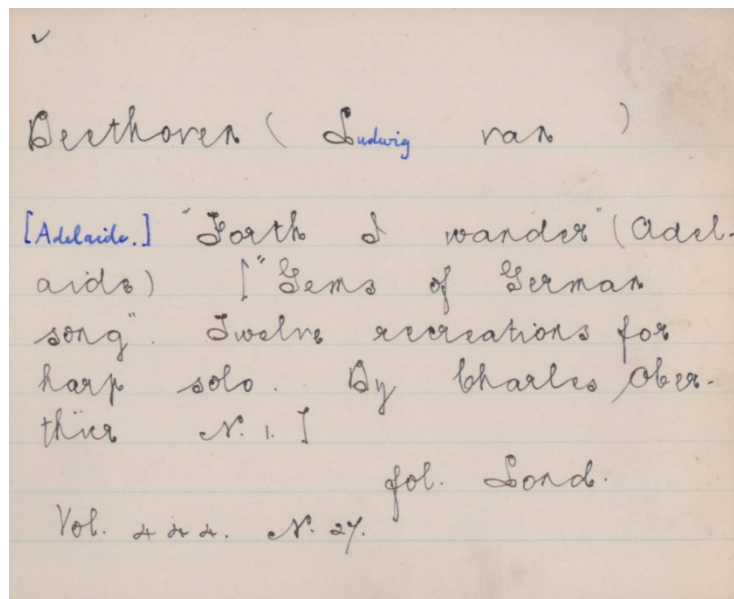 Beethoven (Ludwig van)
[Adelaide.] "Forth I wander" (Adel-
aide) ["Gems of German
song". Twelve recreations for
harp solo. By Charles Ober-
thür N. 1.]
fol. Lond.
Vol. 444. N. 27.